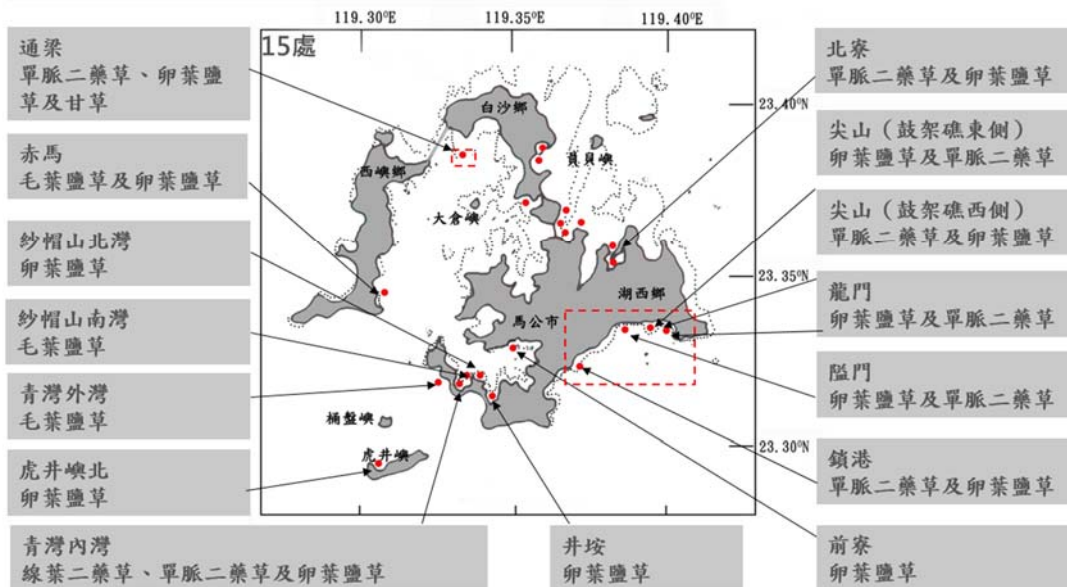 119.30⁰E
119.35⁰E
119.40⁰E
15處
通梁
單脈二藥草、卵葉鹽
草及甘草
赤馬
毛葉鹽草及卵葉鹽草
紗帽山北灣
卵葉鹽草
紗帽山南灣
毛葉鹽草
青灣外灣
毛葉鹽草
虎井嶼北
卵葉鹽草
青灣內灣
線葉二藥草、單脈二藥草及卵葉鹽草
井垵
卵葉鹽草
白沙鄉
西嶼鄉
員貝嶼
大倉嶼
湖西鄉
馬公市
桶盤嶼
虎井嶼
23.40⁰N
23.35⁰N
23.30⁰N
北寮
單脈二藥草及卵葉鹽草
尖山（鼓架礁東側）
卵葉鹽草及單脈二藥草
尖山（鼓架礁西側）
單脈二藥草及卵葉鹽草
龍門
卵葉鹽草及單脈二藥草
隘門
卵葉鹽草及單脈二藥草
鎖港
單脈二藥草及卵葉鹽草
前寮
卵葉鹽草